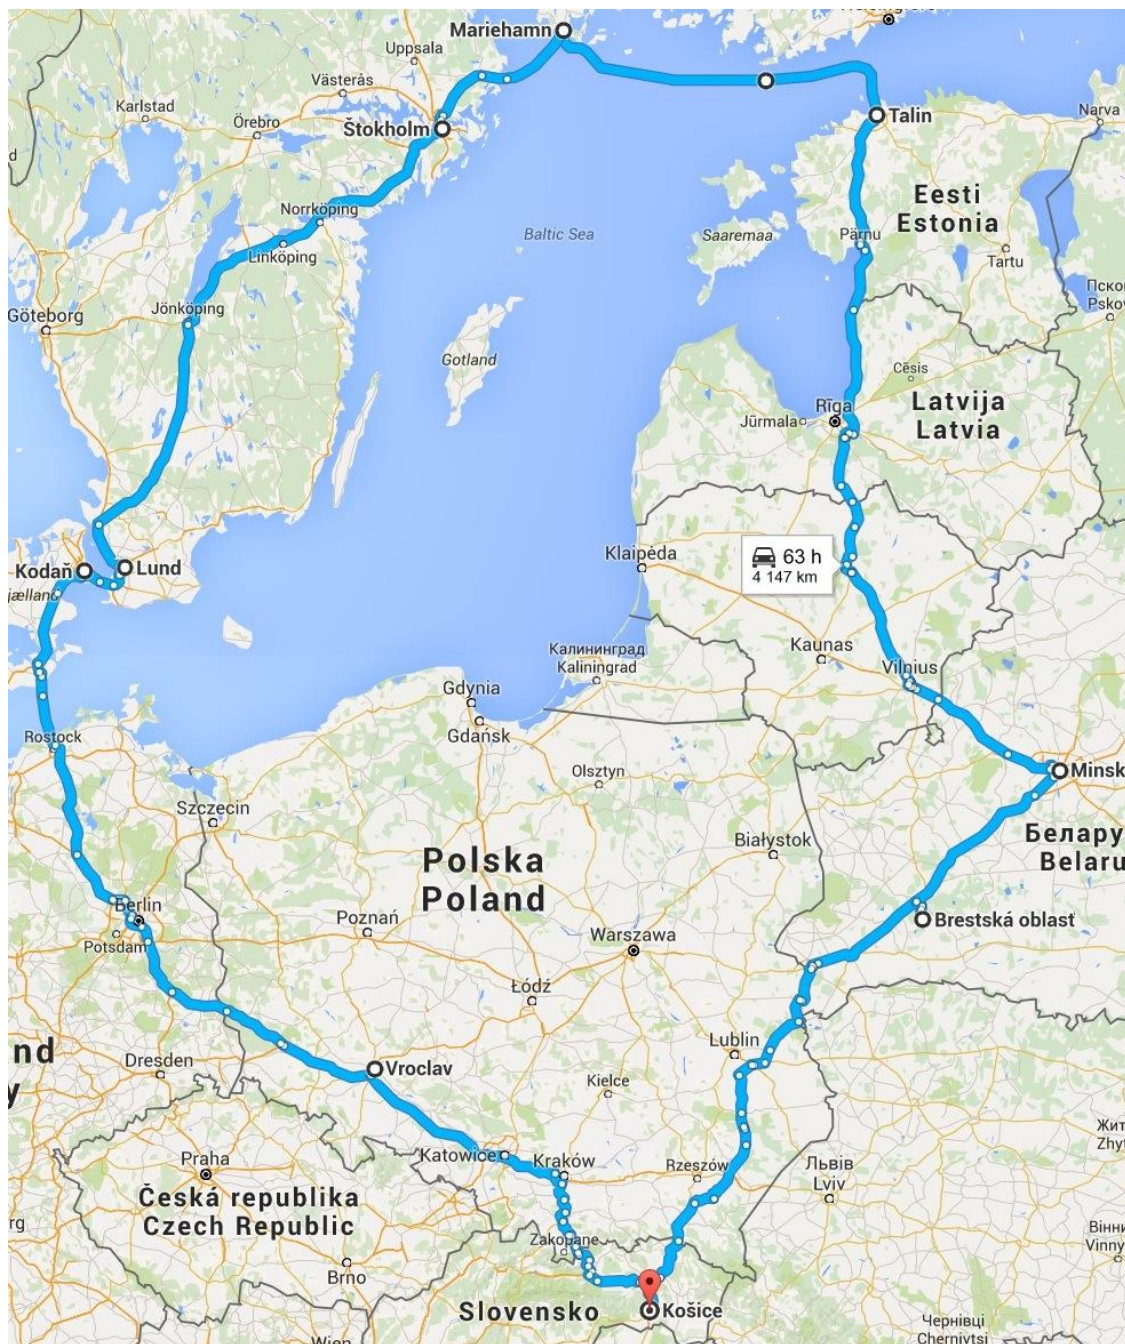 Mariehamn
Uppsala
Västerås
Karlstad
Örebro
Štokholm
Talin
Narva
Norrköping
Linköping
Baltic Sea
Saaremaa
Eesti
Estonia
Pärnu
Tartu
Göteborg
Jönköping
Gotland
Cēsis
Rīga
Jūrmala
Latvija
Latvia
Kodaň
Lund
Klaipėda
63 h
4 147 km
Kaunas
Vilnius
Калининград
Kaliningrad
Gdynia
Gdańsk
Rostock
Olsztyn
Minsk
Szczecin
Białystok
Беларy
Belaru
Polska
Poland
Berlin
Potsdam
Poznań
Warszawa
Brestská oblasť
Łódź
nd
y
Dresden
Lublin
Vroclav
Kielce
Praha
Katowice
Kraków
Rzeszów
Львів
Lviv
Česká republika
Czech Republic
Zakopane
Brno
Slovensko
Košice
Чернівці
Chernivtsi